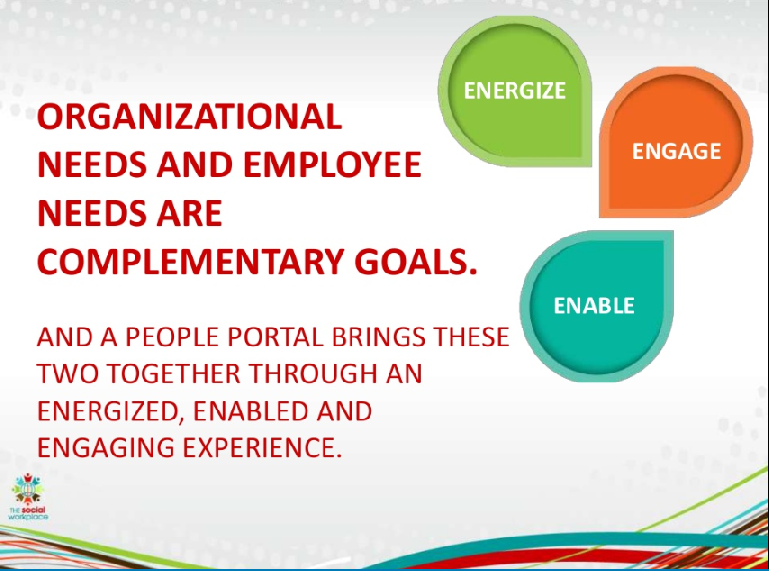 ORGANIZATIONAL
NEEDS AND EMPLOYEE
NEEDS ARE
COMPLEMENTARY GOALS.
AND A PEOPLE PORTAL BRINGS THESE
TWO TOGETHER THROUGH AN
ENERGIZED, ENABLED AND
ENGAGING EXPERIENCE.
ENERGIZE
ENGAGE
ENABLE
THE social
workplace